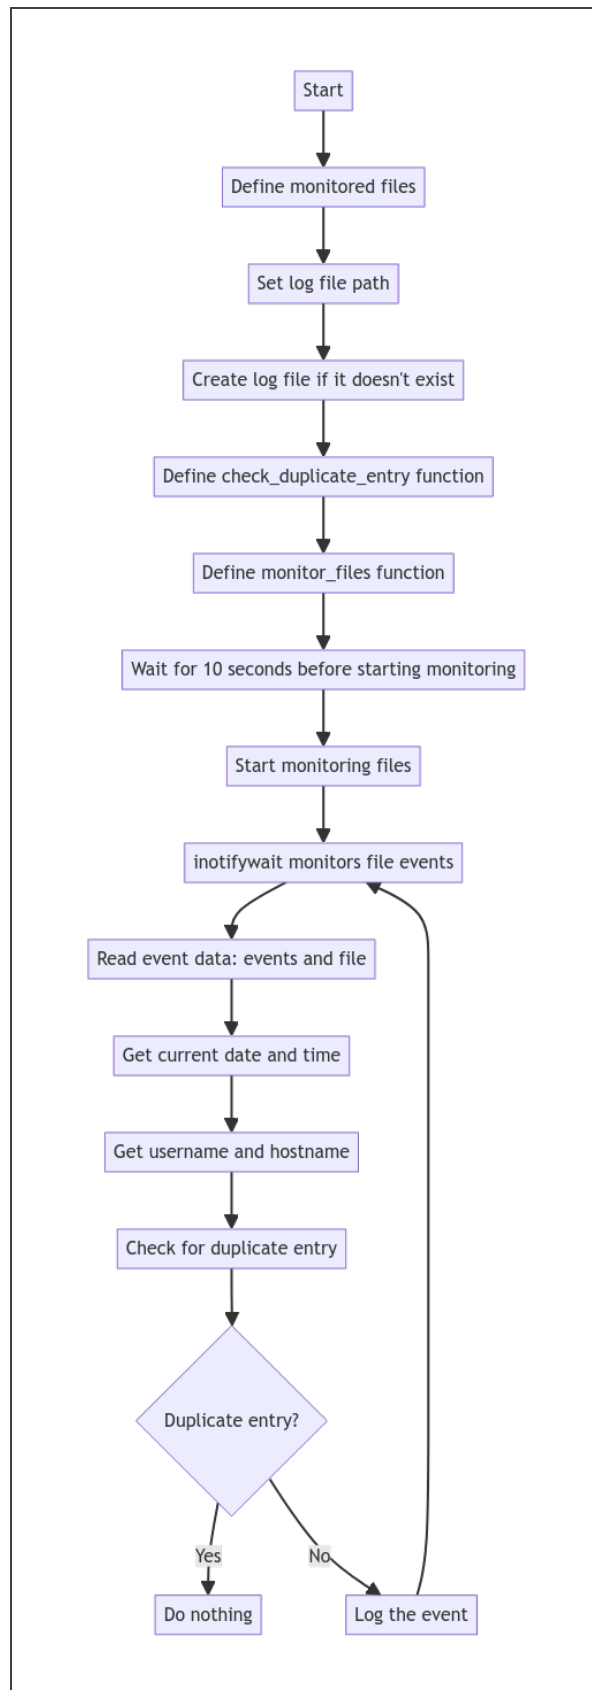 Start
Define monitored files
Set log file path
Create log file if it doesn't exist
Define check_duplicate_entry function
Define monitor_files function
Wait for 10 seconds before starting monitoring
Start monitoring files
inotifywait monitors file events
Read event data: events and file
Get current date and time
Get username and hostname
Check for duplicate entry
Duplicate entry?
Yes
No
Do nothing
Log the event